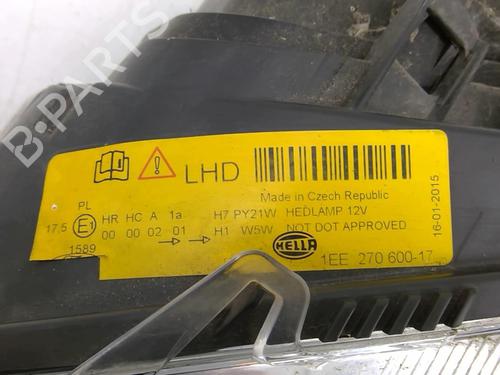 B-PARTS
LHD
Made in Czech Republic
PL
HR HC A 1a H7 PY21W HEDLAMP 12V
17,5 E1
00 00 02 01 H1 W5W NOT DOT APPROVED
1589
HELLA
1EE 270 600-17
16-01-2015